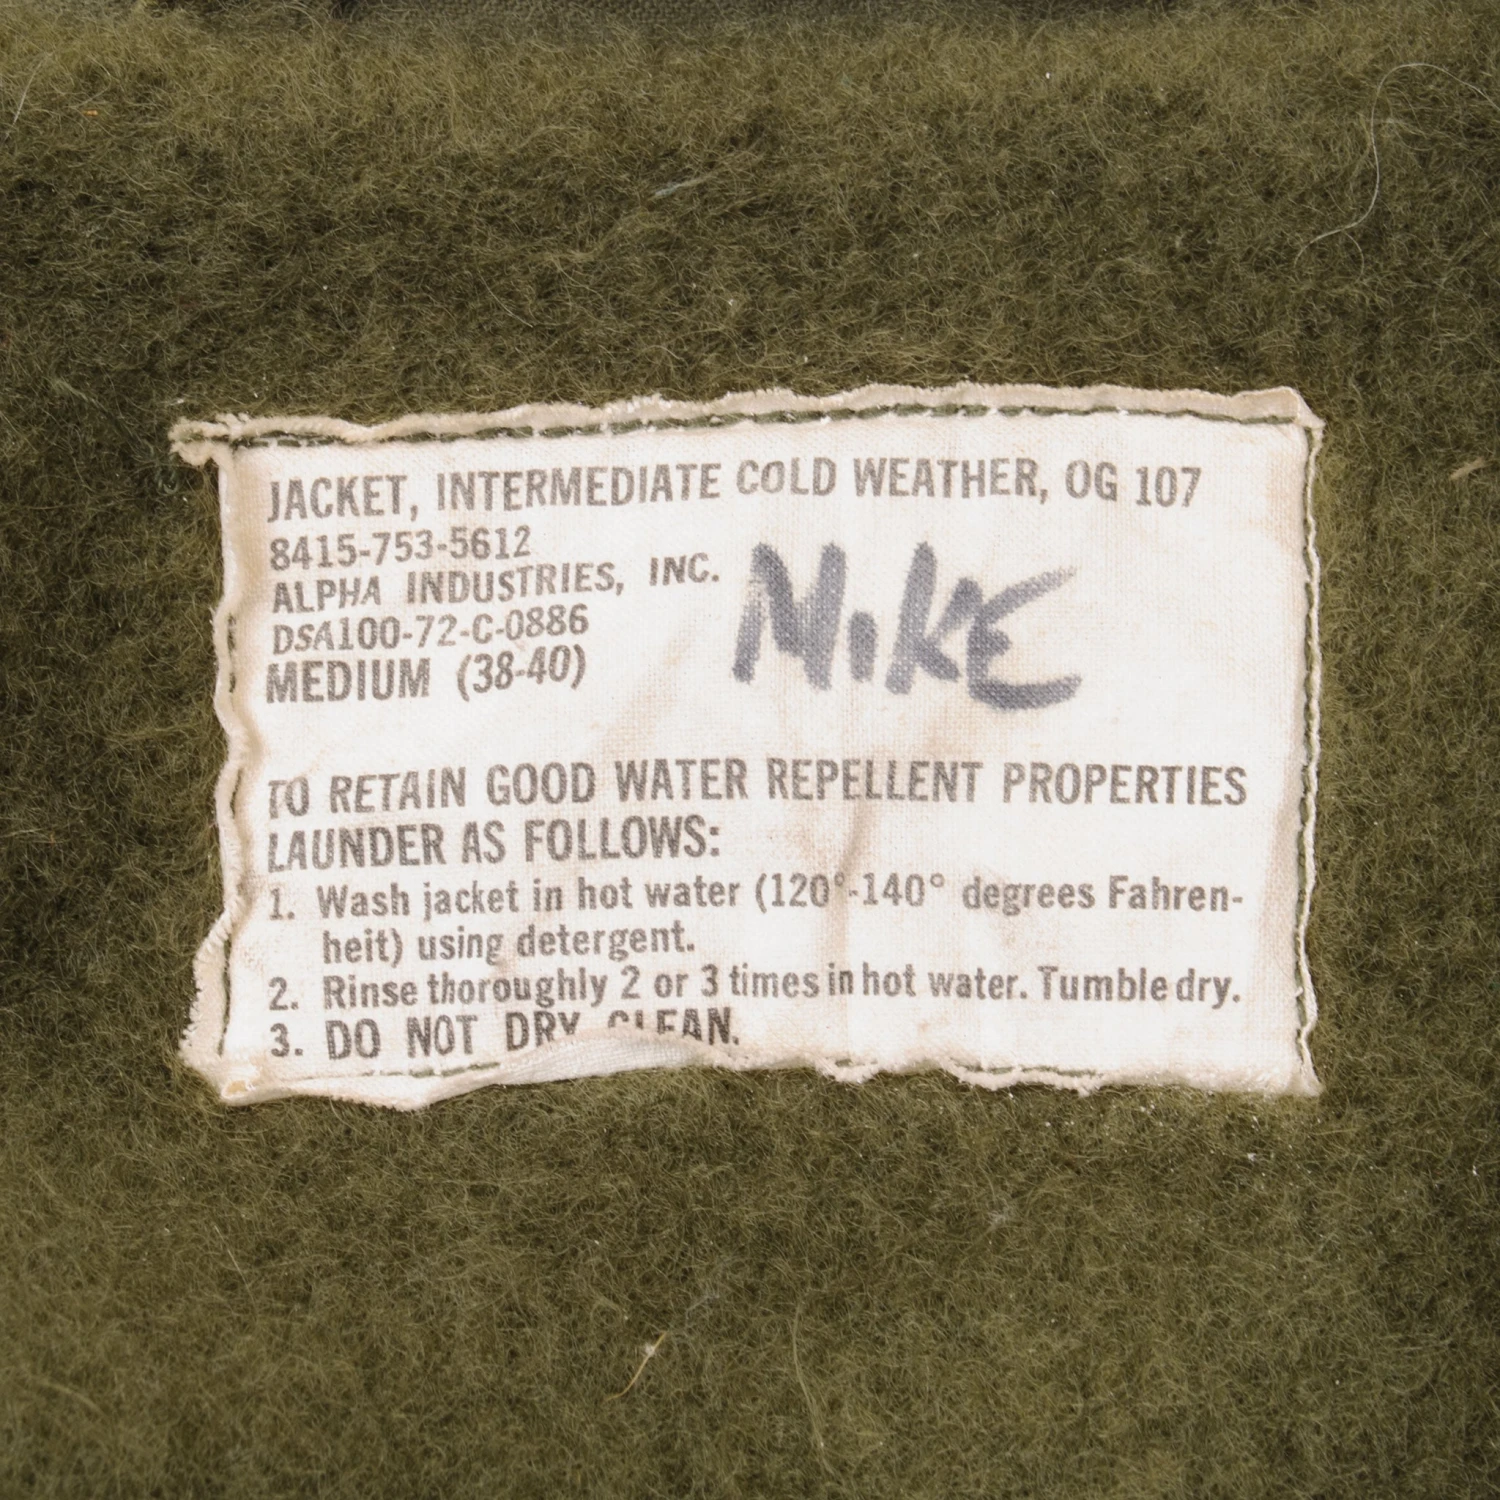 JACKET, INTERMEDIATE COLD WEATHER, OG 107
8415-753-5612
ALPHA INDUSTRIES, INC.
DSA100-72-C-0886
MEDIUM (38-40)
MIKE
TO RETAIN GOOD WATER REPELLENT PROPERTIES
LAUNDER AS FOLLOWS:
1. Wash jacket in hot water (120°-140° degrees Fahren-
heit) using detergent.
2. Rinse thoroughly 2 or 3 times in hot water. Tumble dry.
3. DO NOT DRY CLEAN.